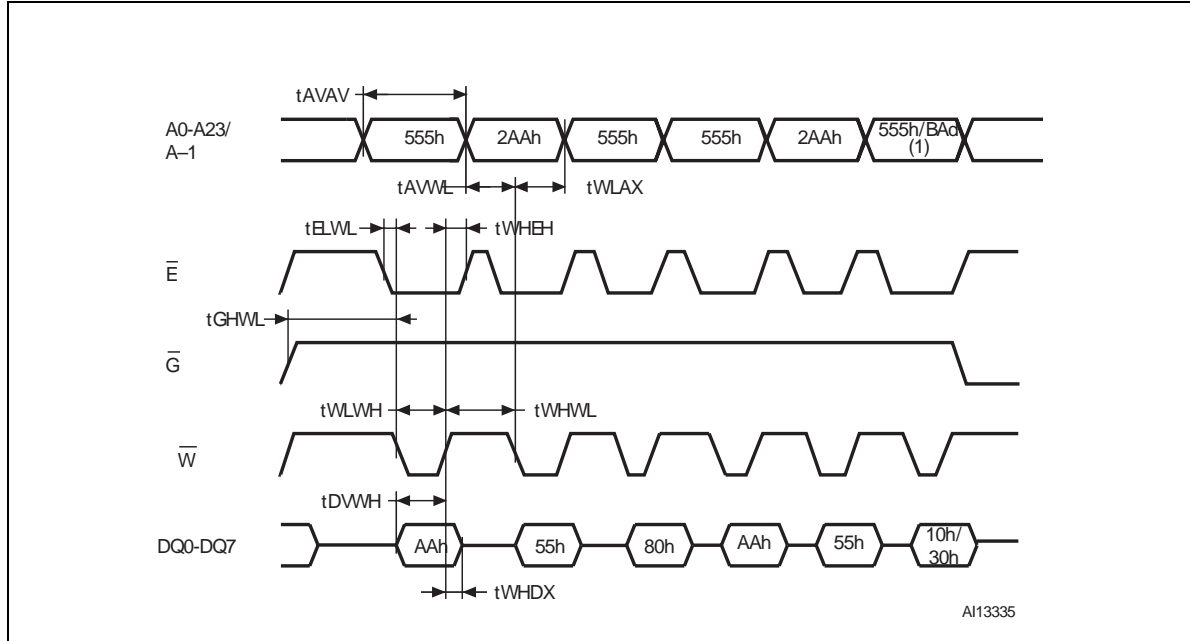 tAVAV
A0-A23/
A–1
555h
2AAh
555h
555h
2AAh
555h/BAd
(1)
tAVWL
tWLAX
tELWL
tWHEH
E
tGHWL
G
tWLWH
tWHWL
W
tDVWH
DQ0-DQ7
AAh
55h
80h
AAh
55h
10h/
30h
tWHDX
AI13335